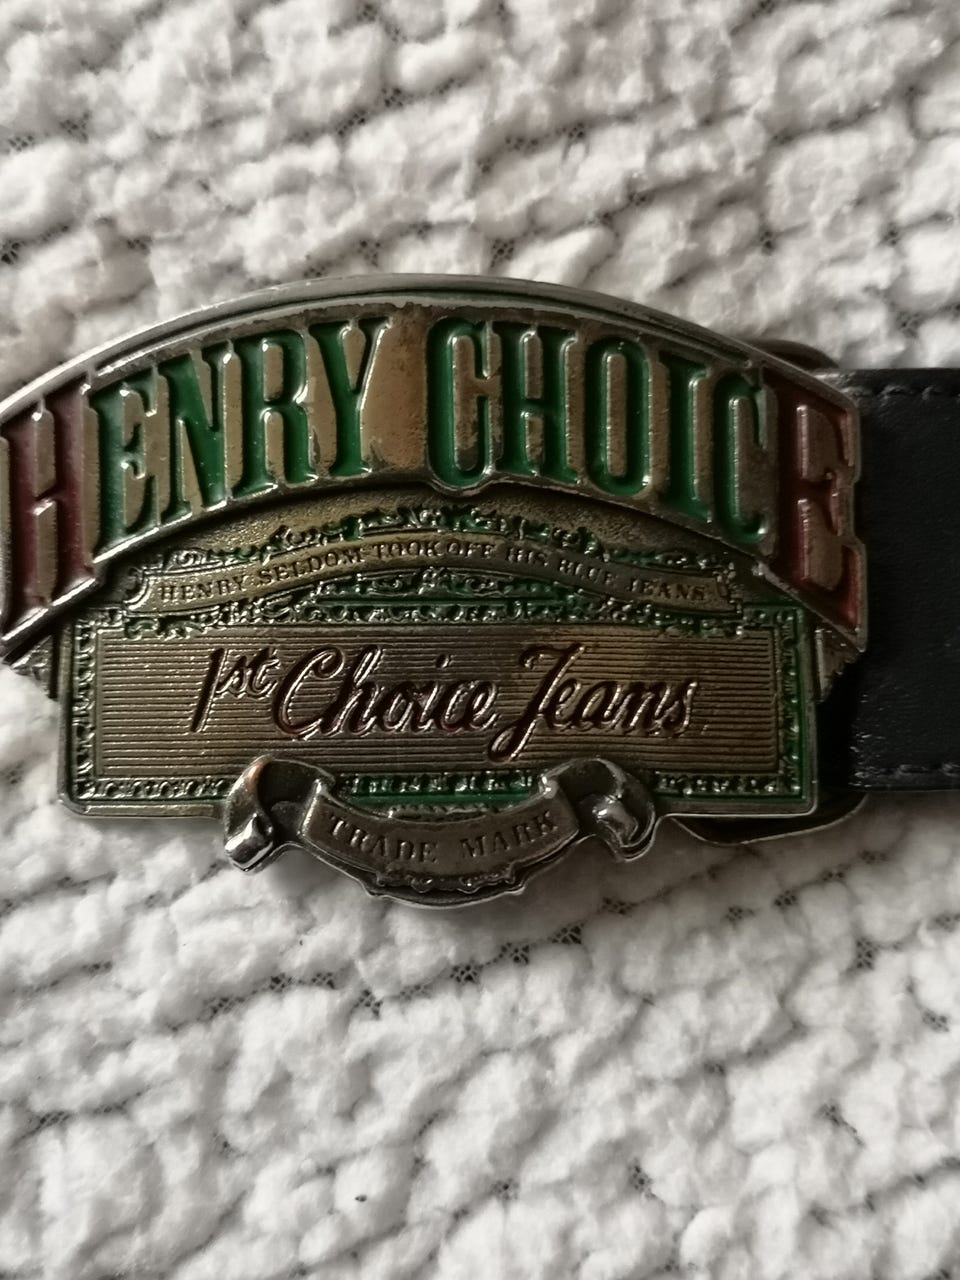 HENRY CHOICE
HENRY SELDOM TOOK OFF HIS BLUE JEANS
1st Choice Jeans
TRADE MARK